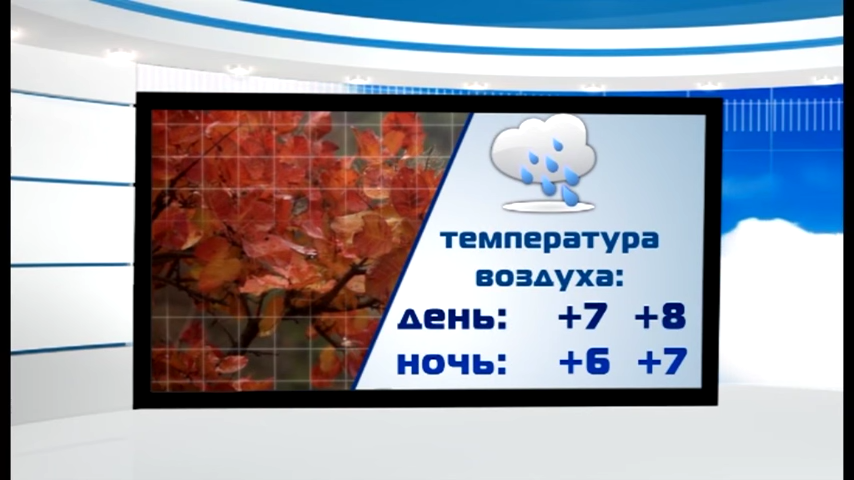 температура
воздуха:
день: +7 +8
ночь: +6 +7